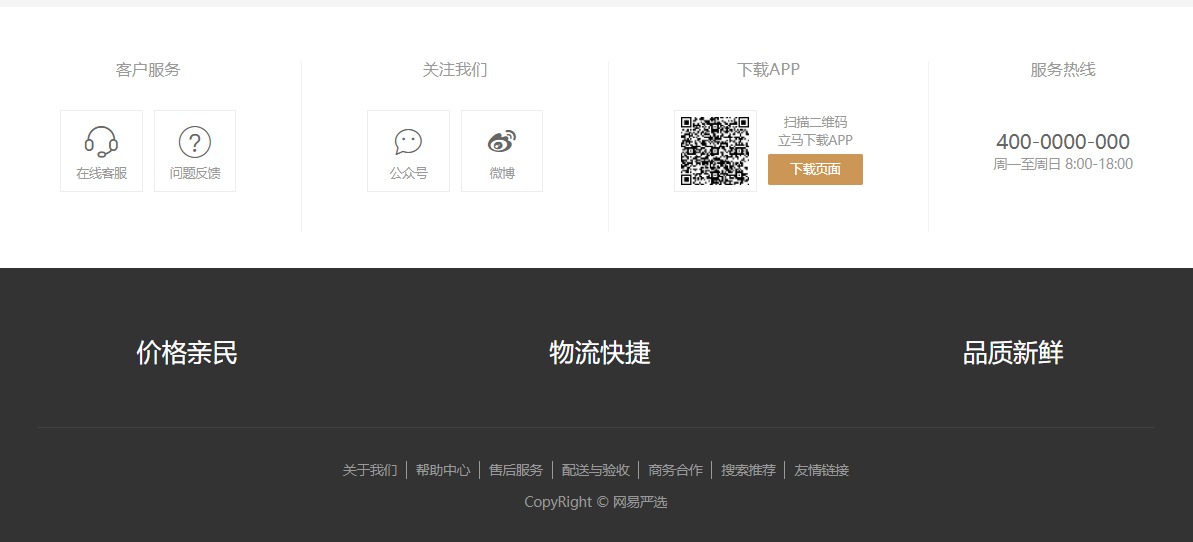 客户服务
在线客服
问题反馈
关注我们
公众号
微博
下载APP
扫描二维码
立马下载APP
下载页面
服务热线
400-0000-000
周一至周日 8:00-18:00
价格亲民
物流快捷
品质新鲜
关于我们 帮助中心 售后服务 配送与验收 商务合作 搜索推荐 友情链接
CopyRight © 网易严选